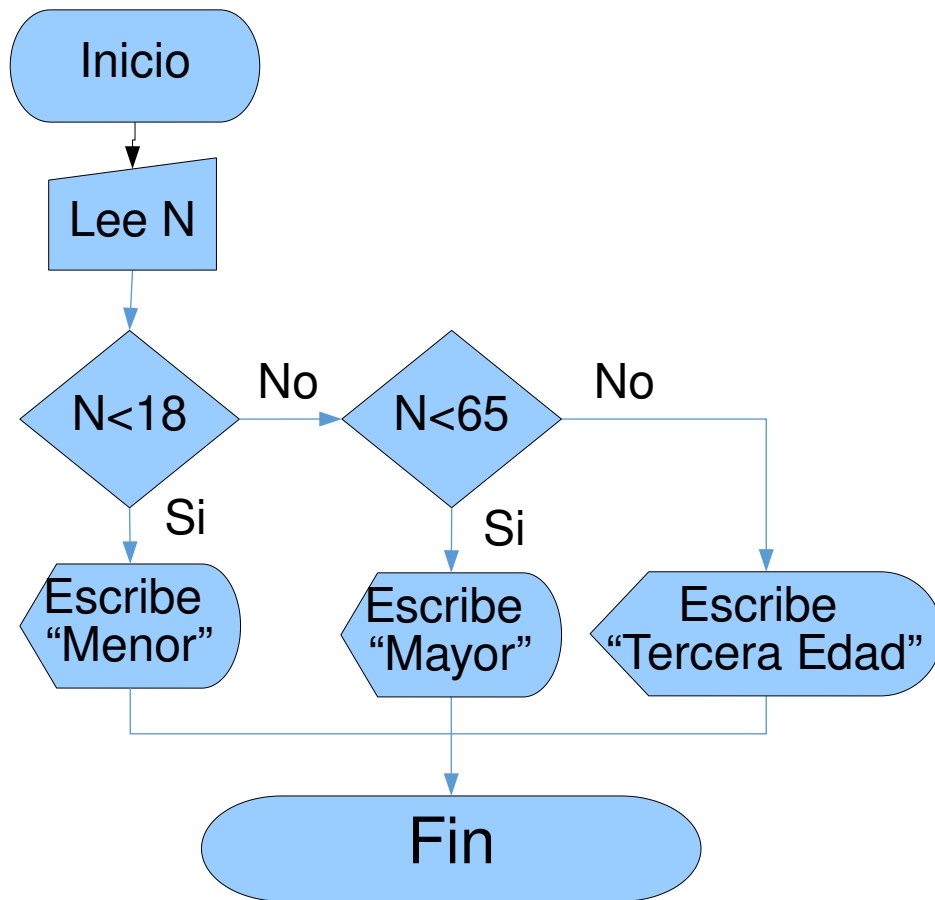 Inicio
Lee N
N<18
No
N<65
No
Si
Si
Escribe
“Menor”
Escribe
“Mayor”
Escribe
“Tercera Edad”
Fin